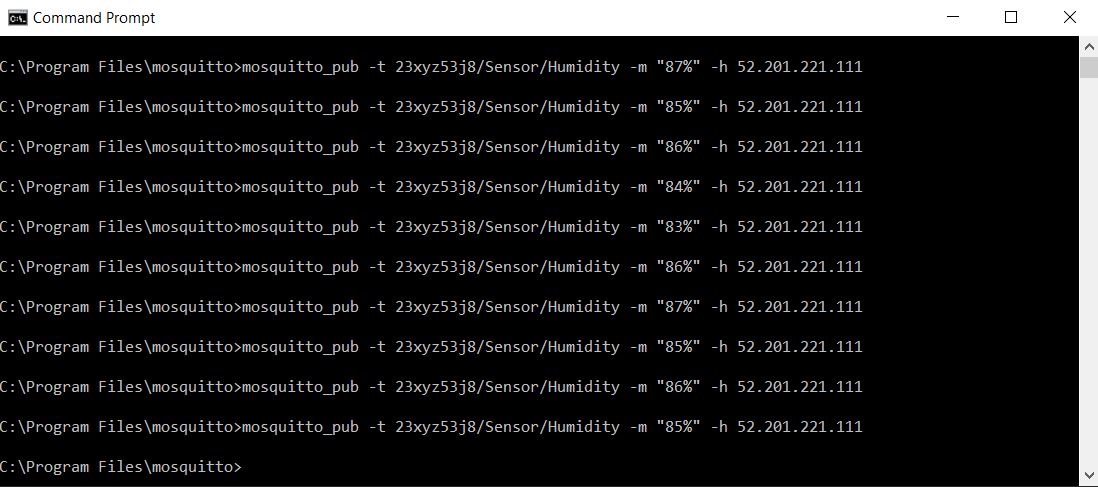 Command Prompt
C:\Program Files\mosquitto>mosquitto_pub -t 23xyz53j8/Sensor/Humidity -m "87%" -h 52.201.221.111
C:\Program Files\mosquitto>mosquitto_pub -t 23xyz53j8/Sensor/Humidity -m "85%" -h 52.201.221.111
C:\Program Files\mosquitto>mosquitto_pub -t 23xyz53j8/Sensor/Humidity -m "86%" -h 52.201.221.111
C:\Program Files\mosquitto>mosquitto_pub -t 23xyz53j8/Sensor/Humidity -m "84%" -h 52.201.221.111
C:\Program Files\mosquitto>mosquitto_pub -t 23xyz53j8/Sensor/Humidity -m "83%" -h 52.201.221.111
C:\Program Files\mosquitto>mosquitto_pub -t 23xyz53j8/Sensor/Humidity -m "86%" -h 52.201.221.111
C:\Program Files\mosquitto>mosquitto_pub -t 23xyz53j8/Sensor/Humidity -m "87%" -h 52.201.221.111
C:\Program Files\mosquitto>mosquitto_pub -t 23xyz53j8/Sensor/Humidity -m "85%" -h 52.201.221.111
C:\Program Files\mosquitto>mosquitto_pub -t 23xyz53j8/Sensor/Humidity -m "86%" -h 52.201.221.111
C:\Program Files\mosquitto>mosquitto_pub -t 23xyz53j8/Sensor/Humidity -m "85%" -h 52.201.221.111
C:\Program Files\mosquitto>